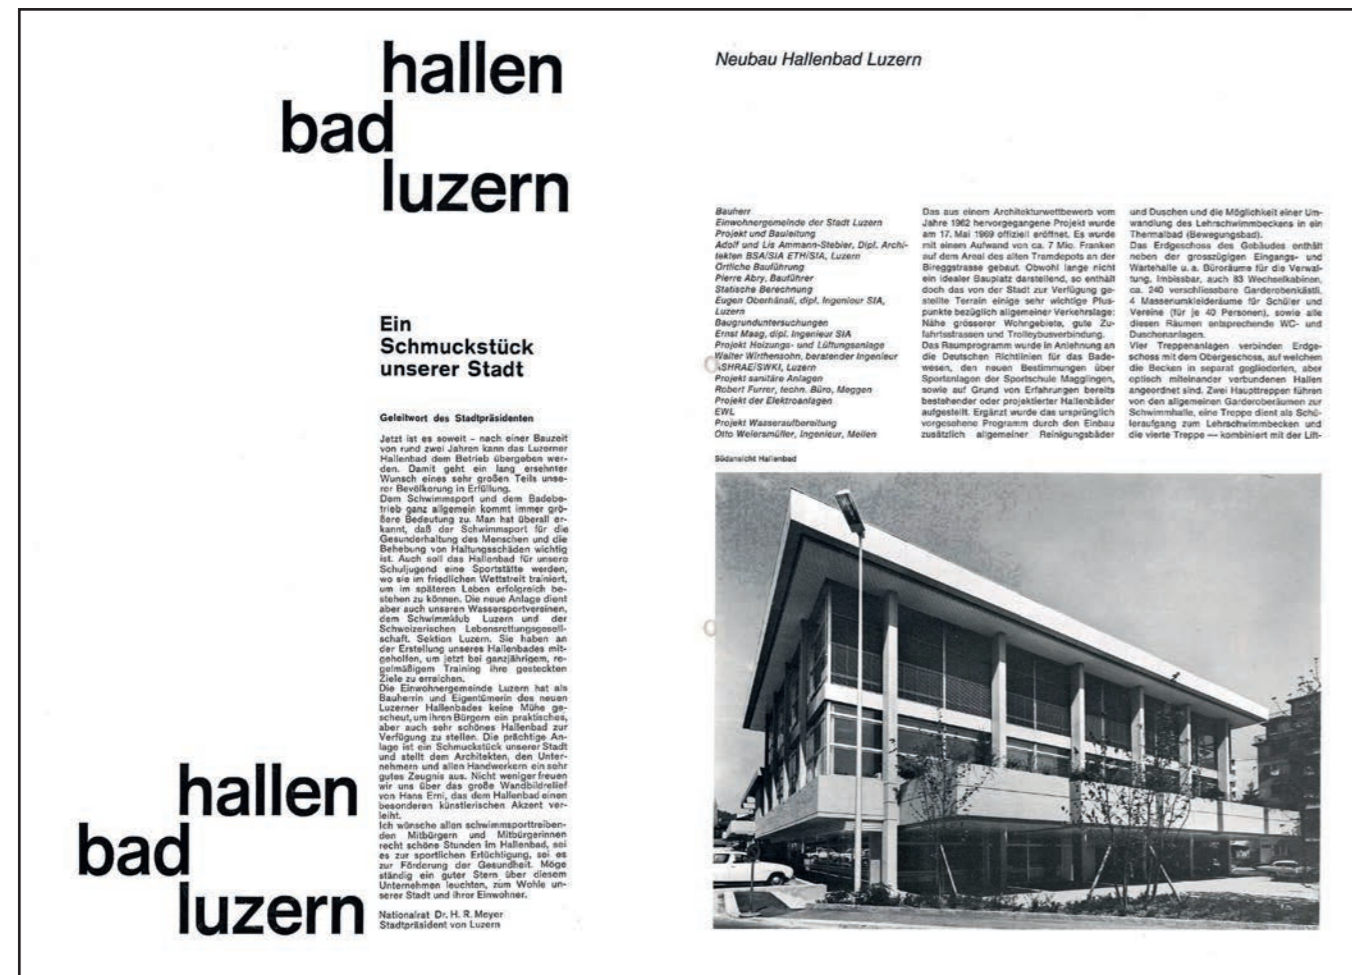 hallen
bad
luzern
Ein
Schmuckstück
unserer Stadt
Geleitwort des Stadtpräsidenten
Jetzt ist es soweit – nach einer Bauzeit
von rund zwei Jahren kann das Luzerner
Hallenbad dem Betrieb übergeben wer-
den. Damit geht ein lang ersehnter
Wunsch eines sehr großen Teils unse-
rer Bevölkerung in Erfüllung.
Dem Schwimmsport und dem Badebe-
trieb ganz allgemein kommt immer grö-
ßere Bedeutung zu. Man hat überall er-
kannt, daß der Schwimmsport für die
Gesunderhaltung des Menschen und die
Behebung von Haltungsschäden wichtig
ist. Auch soll das Hallenbad für unsere
Schuljugend eine Sportstätte werden,
wo sie im friedlichen Wettstreit trainiert,
um im späteren Leben erfolgreich be-
stehen zu können. Die neue Anlage dient
aber auch unseren Wassersportvereinen,
dem Schwimmklub Luzern und der
Schweizerischen Lebensrettungsgesell-
schaft, Sektion Luzern. Sie haben an
der Erstellung unseres Hallenbades mit-
geholfen, um jetzt bei ganzjährigem, re-
gelmäßigem Training ihre gesteckten
Ziele zu erreichen.
Die Einwohnergemeinde Luzern hat als
Bauherrin und Eigentümerin des neuen
Luzerner Hallenbades keine Mühe ge-
scheut, um ihren Bürgern ein praktisches,
aber auch sehr schönes Hallenbad zur
Verfügung zu stellen. Die prächtige An-
lage ist ein Schmuckstück unserer Stadt
und stellt dem Architekten, den Unter-
nehmern und allen Handwerkern ein sehr
gutes Zeugnis aus. Nicht weniger freuen
wir uns über das große Wandbildrelief
von Hans Erni, das dem Hallenbad einen
besonderen künstlerischen Akzent ver-
leiht.
Ich wünsche allen schwimmsporttreiben-
den Mitbürgern und Mitbürgerinnen
recht schöne Stunden im Hallenbad, sei
es zur sportlichen Ertüchtigung, sei es
zur Förderung der Gesundheit. Möge
ständig ein guter Stern über diesem
Unternehmen leuchten, zum Wohle un-
serer Stadt und ihrer Einwohner.
Nationalrat Dr. H. R. Meyer
Stadtpräsident von Luzern
hallen
bad
luzern
Neubau Hallenbad Luzern
Bauherr
Einwohnergemeinde der Stadt Luzern
Projekt und Bauleitung
Adolf und Lis Ammann-Stebler, Dipl. Archi-
tekten BSA/SIA ETH/SIA, Luzern
Örtliche Bauführung
Pierre Abry, Bauführer
Statische Berechnung
Eugen Oberhänsli, dipl. Ingenieur SIA,
Luzern
Baugrunduntersuchungen
Ernst Maag, dipl. Ingenieur SIA
Projekt Heizungs- und Lüftungsanlage
Walter Wirthensohn, beratender Ingenieur
ASHRAE/SWKI, Luzern
Projekt sanitäre Anlagen
Robert Furrer, techn. Büro, Meggen
Projekt der Elektroanlagen
EWL
Projekt Wasseraufbereitung
Otto Weiersmüller, Ingenieur, Meilen
Das aus einem Architekturwettbewerb vom
Jahre 1962 hervorgegangene Projekt wurde
am 17. Mai 1969 offiziell eröffnet. Es wurde
mit einem Aufwand von ca. 7 Mio. Franken
auf dem Areal des alten Tramdepots an der
Bireggstrasse gebaut. Obwohl lange nicht
ein idealer Bauplatz darstellend, so enthält
doch das von der Stadt zur Verfügung ge-
stellte Terrain einige sehr wichtige Plus-
punkte bezüglich allgemeiner Verkehrslage:
Nähe grösserer Wohngebiete, gute Zu-
fahrtsstrassen und Trolleybusverbindung.
Das Raumprogramm wurde in Anlehnung an
die Deutschen Richtlinien für das Bade-
wesen, den neuen Bestimmungen über
Sportanlagen der Sportschule Magglingen,
sowie auf Grund von Erfahrungen bereits
bestehender oder projektierter Hallenbäder
aufgestellt. Ergänzt wurde das ursprünglich
vorgesehene Programm durch den Einbau
zusätzlich allgemeiner Reinigungsbäder
und Duschen und die Möglichkeit einer Um-
wandlung des Lehrschwimmbeckens in ein
Thermalbad (Bewegungsbad).
Das Erdgeschoss des Gebäudes enthält
neben der grosszügigen Eingangs- und
Wartehalle u. a. Büroräume für die Verwal-
tung, Imbissbar, auch 83 Wechselkabinen,
ca. 240 verschliessbare Garderobenkästli,
4 Massenumkleideräume für Schüler und
Vereine (für je 40 Personen), sowie alle
diesen Räumen entsprechende WC- und
Duschenanlagen.
Vier Treppenanlagen verbinden Erdge-
schoss mit dem Obergeschoss, auf welchem
die Becken in separat gegliederten, aber
optisch miteinander verbundenen Hallen
angeordnet sind. Zwei Haupttreppen führen
von den allgemeinen Garderoberäumen zur
Schwimmhalle, eine Treppe dient als Schü-
leraufgang zum Lehrschwimmbecken und
die vierte Treppe — kombiniert mit der Lift-
Südansicht Hallenbad